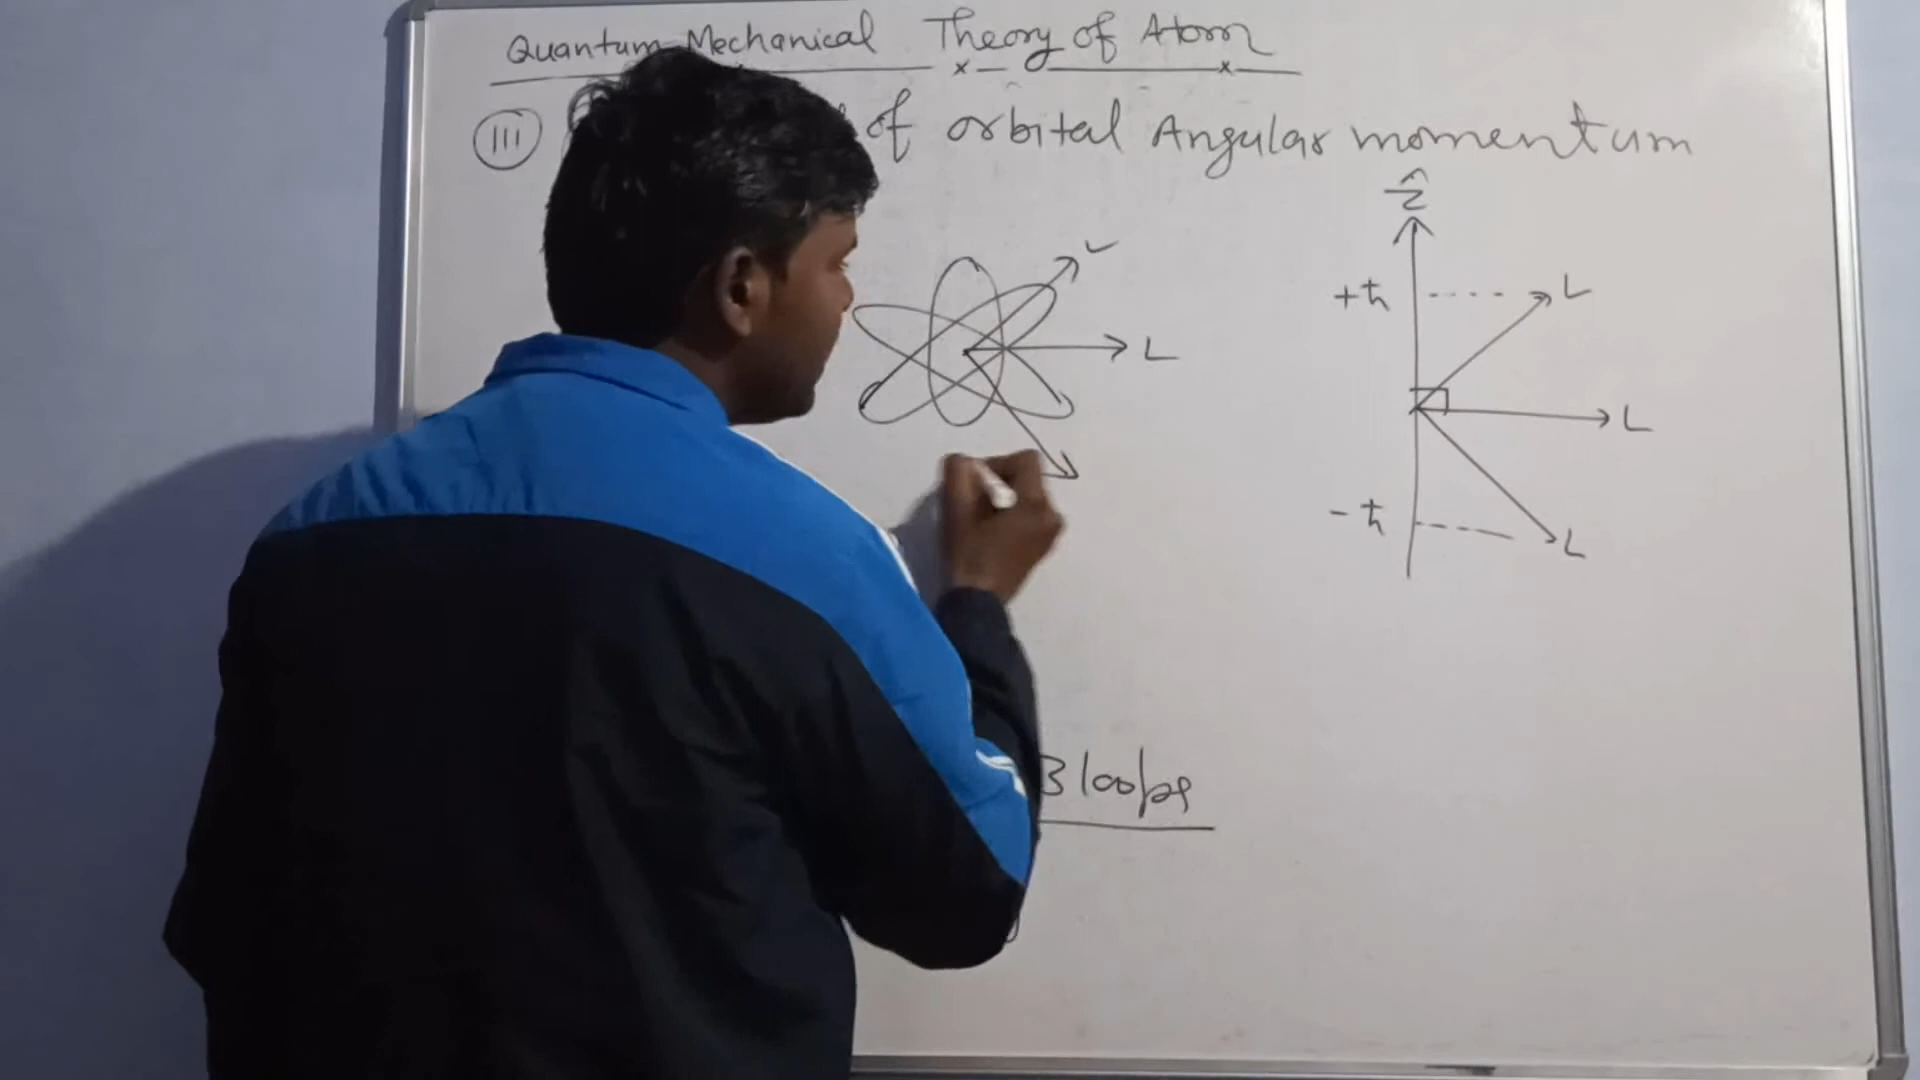 Quantum Mechanical Theory of Atom
III of orbital Angular momentum
ẑ
L
+ħ L
L
L
-ħ
L
3 loops